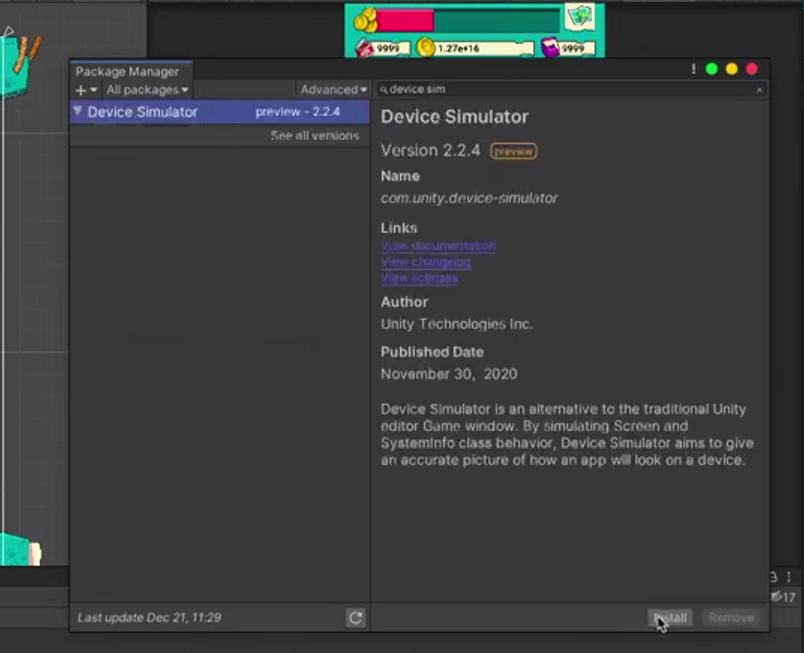 9999
1.27e+16
9999
Package Manager
+ All packages
Advanced
device sim
Device Simulator
preview - 2.2.4
See all versions
Device Simulator
Version 2.2.4 preview
Name
com.unity.device-simulator
Links
View documentation
View changelog
View licenses
Author
Unity Technologies Inc.
Published Date
November 30, 2020
Device Simulator is an alternative to the traditional Unity
editor Game window. By simulating Screen and
SystemInfo class behavior, Device Simulator aims to give
an accurate picture of how an app will look on a device.
17
Last update Dec 21, 11:29
Install
Remove